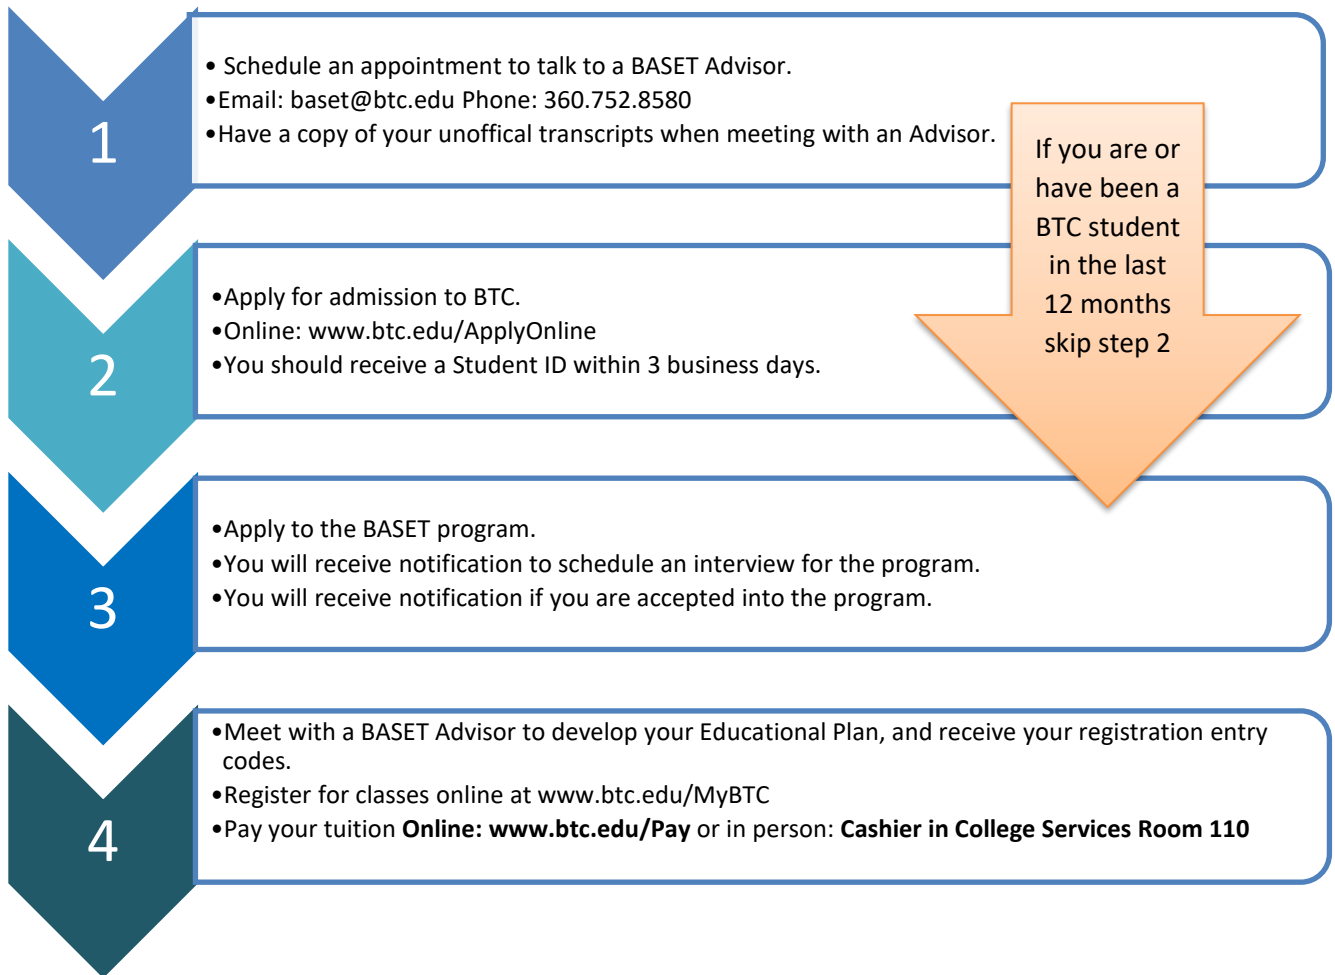 1
• Schedule an appointment to talk to a BASET Advisor.
•Email: baset@btc.edu Phone: 360.752.8580
•Have a copy of your unoffical transcripts when meeting with an Advisor.
If you are or
have been a
BTC student
in the last
12 months
skip step 2
2
•Apply for admission to BTC.
•Online: www.btc.edu/ApplyOnline
•You should receive a Student ID within 3 business days.
3
•Apply to the BASET program.
•You will receive notification to schedule an interview for the program.
•You will receive notification if you are accepted into the program.
4
•Meet with a BASET Advisor to develop your Educational Plan, and receive your registration entry
codes.
•Register for classes online at www.btc.edu/MyBTC
•Pay your tuition Online: www.btc.edu/Pay or in person: Cashier in College Services Room 110